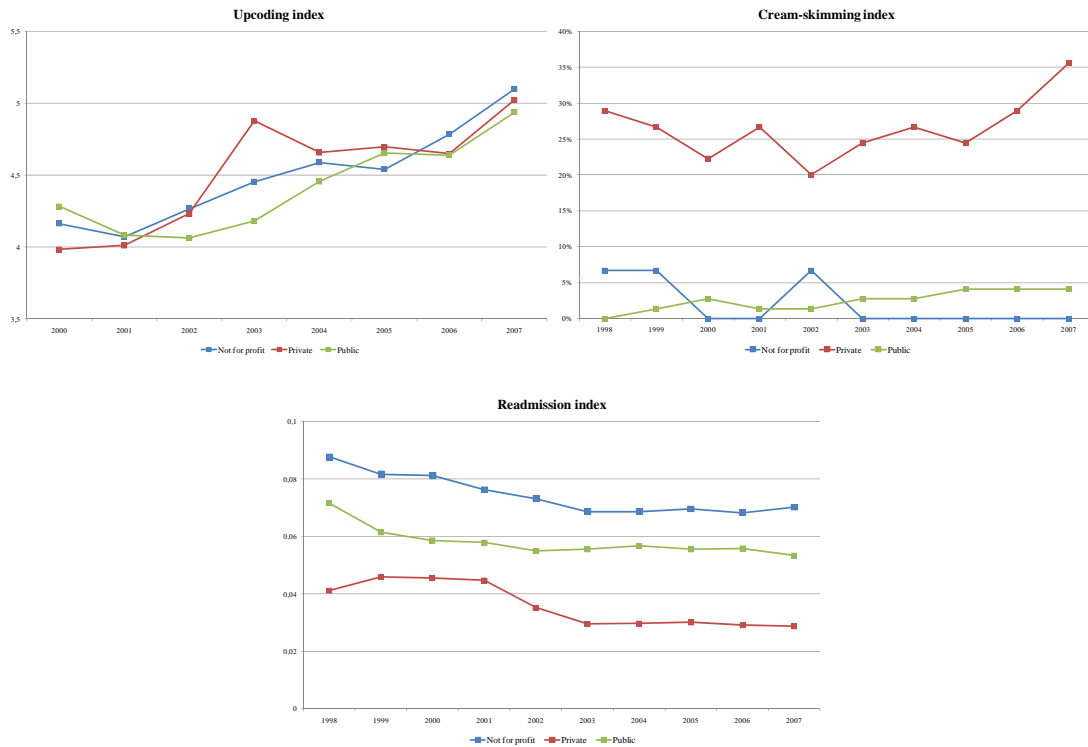 Upcoding index
5,5
5
4,5
4
3,5
2000 2001 2002 2003 2004 2005 2006 2007
Not for profit Private Public
Cream-skimming index
40%
35%
30%
25%
20%
15%
10%
5%
0%
1998 1999 2000 2001 2002 2003 2004 2005 2006 2007
Not for profit Private Public
Readmission index
0,1
0,08
0,06
0,04
0,02
0
1998 1999 2000 2001 2002 2003 2004 2005 2006 2007
Not for profit Private Public